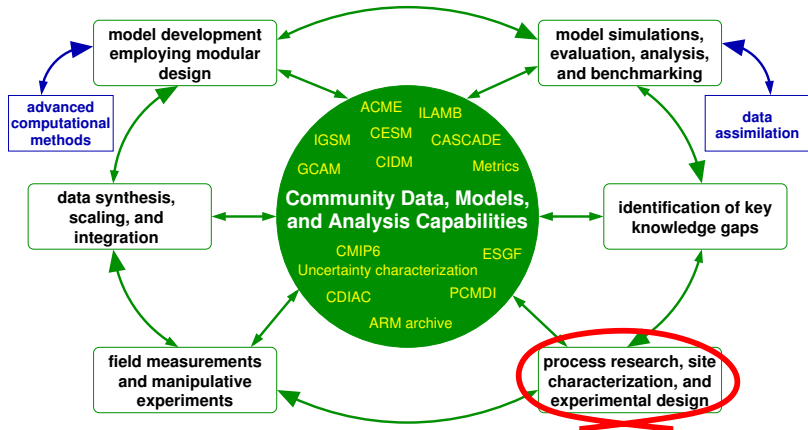 model development
employing modular
design
model simulations,
evaluation, analysis,
and benchmarking
advanced
computational
methods
data
assimilation
ACME
ILAMB
IGSM
CESM
CASCADE
GCAM
CIDM
Metrics
Community Data, Models,
and Analysis Capabilities
data synthesis,
scaling, and
integration
identification of key
knowledge gaps
CMIP6
ESGF
Uncertainty characterization
CDIAC
PCMDI
ARM archive
field measurements
and manipulative
experiments
process research, site
characterization, and
experimental design